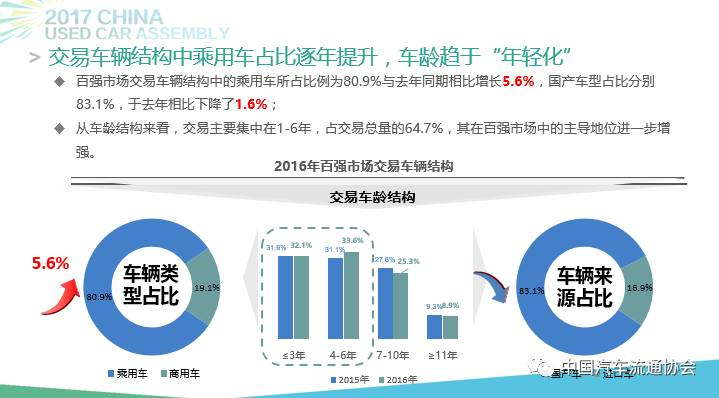 2017 CHINA
USED CAR ASSEMBLY
> 交易车辆结构中乘用车占比逐年提升，车龄趋于“年轻化”
◆ 百强市场交易车辆结构中的乘用车所占比例为80.9%与去年同期相比增长5.6%，国产车型占比分别
83.1%，于去年相比下降了1.6%；
◆ 从车龄结构来看，交易主要集中在1-6年，占交易总量的64.7%，其在百强市场中的主导地位进一步增
强。
2016年百强市场交易车辆结构
交易车龄结构
5.6%
车辆类
型占比
80.9%
19.1%
乘用车 商用车
31.9% 32.1%
31.1% 33.6%
27.6% 25.3%
9.3% 8.9%
≤3年 4-6年 7-10年 ≥11年
2015年 2016年
车辆来
源占比
83.1%
16.9%
国产车 进口车
中国汽车流通协会